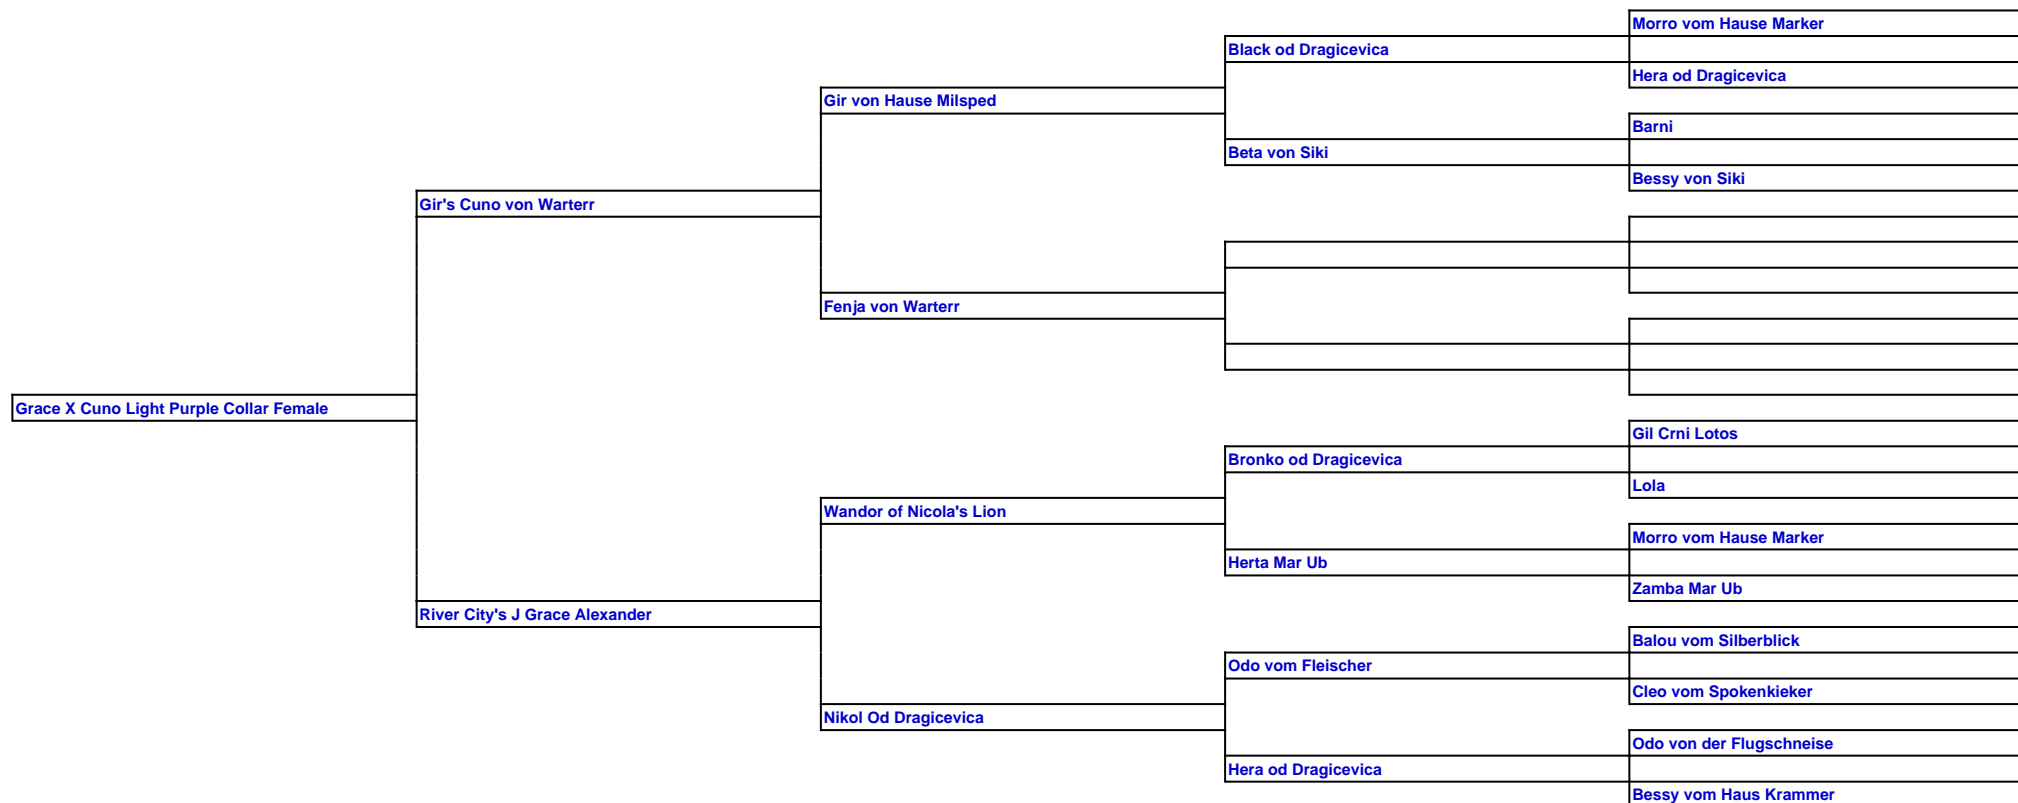 Morro vom Hause Marker
Black od Dragicevica
Hera od Dragicevica
Gir von Hause Milsped
Barni
Beta von Siki
Bessy von Siki
Gir's Cuno von Warterr
Fenja von Warterr
Grace X Cuno Light Purple Collar Female
Gil Crni Lotos
Bronko od Dragicevica
Lola
Wandor of Nicola's Lion
Morro vom Hause Marker
Herta Mar Ub
Zamba Mar Ub
River City's J Grace Alexander
Balou vom Silberblick
Odo vom Fleischer
Cleo vom Spokenkieker
Nikol Od Dragicevica
Odo von der Flugschneise
Hera od Dragicevica
Bessy vom Haus Krammer